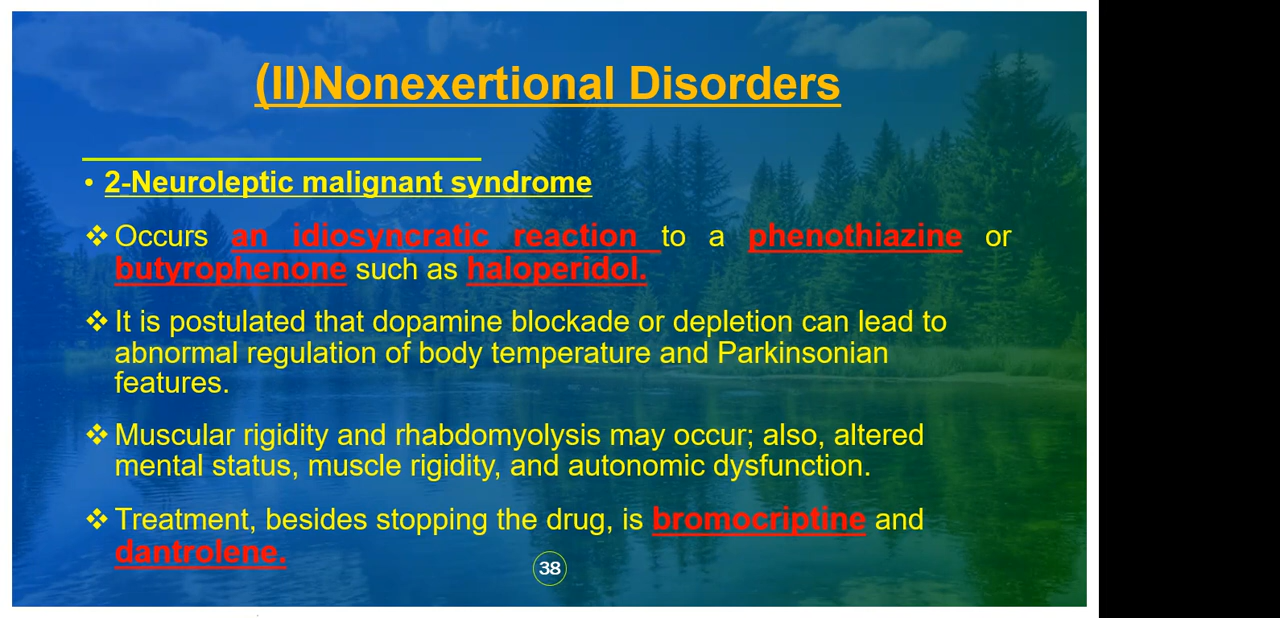 (II)Nonexertional Disorders
• 2-Neuroleptic malignant syndrome
❖ Occurs an idiosyncratic reaction to a phenothiazine or
butyrophenone such as haloperidol.
❖ It is postulated that dopamine blockade or depletion can lead to
abnormal regulation of body temperature and Parkinsonian
features.
❖ Muscular rigidity and rhabdomyolysis may occur; also, altered
mental status, muscle rigidity, and autonomic dysfunction.
❖ Treatment, besides stopping the drug, is bromocriptine and
dantrolene.
38